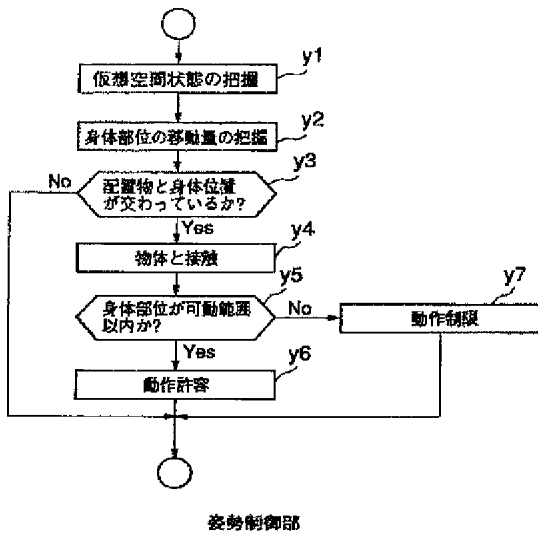 仮想空間状態の把握
y1
身体部位の移動量の把握
y2
y3
No
配置物と身体位置
が交わっているか?
Yes
y4
物体と接触
y5
身体部位が可動範囲
以内か?
No
y7
動作制限
Yes
y6
動作許容
姿勢制御部